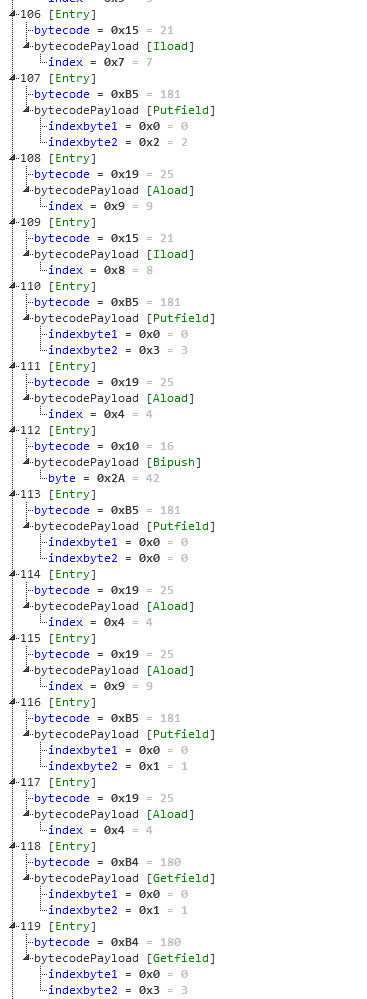 106 [Entry]
bytecode = 0x15 = 21
bytecodePayload [Iload]
index = 0x7 = 7
107 [Entry]
bytecode = 0xB5 = 181
bytecodePayload [Putfield]
indexbyte1 = 0x0 = 0
indexbyte2 = 0x2 = 2
108 [Entry]
bytecode = 0x19 = 25
bytecodePayload [Aload]
index = 0x9 = 9
109 [Entry]
bytecode = 0x15 = 21
bytecodePayload [Iload]
index = 0x8 = 8
110 [Entry]
bytecode = 0xB5 = 181
bytecodePayload [Putfield]
indexbyte1 = 0x0 = 0
indexbyte2 = 0x3 = 3
111 [Entry]
bytecode = 0x19 = 25
bytecodePayload [Aload]
index = 0x4 = 4
112 [Entry]
bytecode = 0x10 = 16
bytecodePayload [Bipush]
byte = 0x2A = 42
113 [Entry]
bytecode = 0xB5 = 181
bytecodePayload [Putfield]
indexbyte1 = 0x0 = 0
indexbyte2 = 0x0 = 0
114 [Entry]
bytecode = 0x19 = 25
bytecodePayload [Aload]
index = 0x4 = 4
115 [Entry]
bytecode = 0x19 = 25
bytecodePayload [Aload]
index = 0x9 = 9
116 [Entry]
bytecode = 0xB5 = 181
bytecodePayload [Putfield]
indexbyte1 = 0x0 = 0
indexbyte2 = 0x1 = 1
117 [Entry]
bytecode = 0x19 = 25
bytecodePayload [Aload]
index = 0x4 = 4
118 [Entry]
bytecode = 0xB4 = 180
bytecodePayload [Getfield]
indexbyte1 = 0x0 = 0
indexbyte2 = 0x1 = 1
119 [Entry]
bytecode = 0xB4 = 180
bytecodePayload [Getfield]
indexbyte1 = 0x0 = 0
indexbyte2 = 0x3 = 3